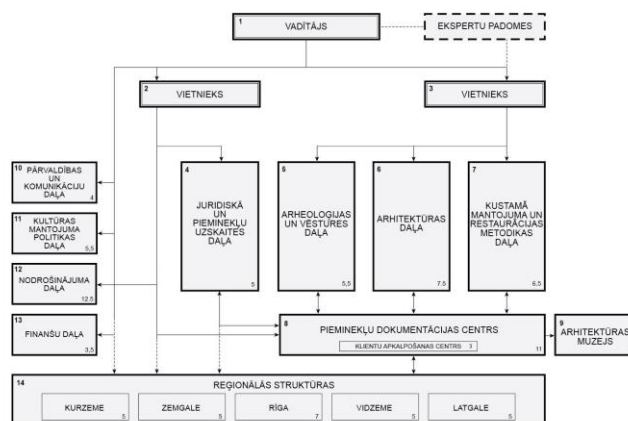 1
VADĪTĀJS
EKSPERTU PADOMES
2
VIETNIEKS
3
VIETNIEKS
10
PĀRVALDĪBAS
UN
KOMUNIKĀCIJU
DAĻA
4
11
KULTŪRAS
MANTOJUMA
POLITIKAS
DAĻA
5,5
12
NODROŠINĀJUMA
DAĻA
12.5
13
FINANŠU DAĻA
3,5
4
JURIDISKĀ
UN
PIEMINEKĻU
UZSKAITES
DAĻA
5
5
ARHEOLOĢIJAS
UN VĒSTURES
DAĻA
5,5
6
ARHITEKTŪRAS
DAĻA
7.5
7
KUSTAMĀ
MANTOJUMA UN
RESTAURĀCIJAS
METODIKAS DAĻA
6,5
8
PIEMINEKĻU DOKUMENTĀCIJAS CENTRS
KLIENTU APKALPOŠANAS CENTRS 3
11
9
ARHITEKTŪRAS
MUZEJS
14
REĢIONĀLĀS STRUKTŪRAS
KURZEME
5
ZEMGALE
5
RĪGA
7
VIDZEME
5
LATGALE
5